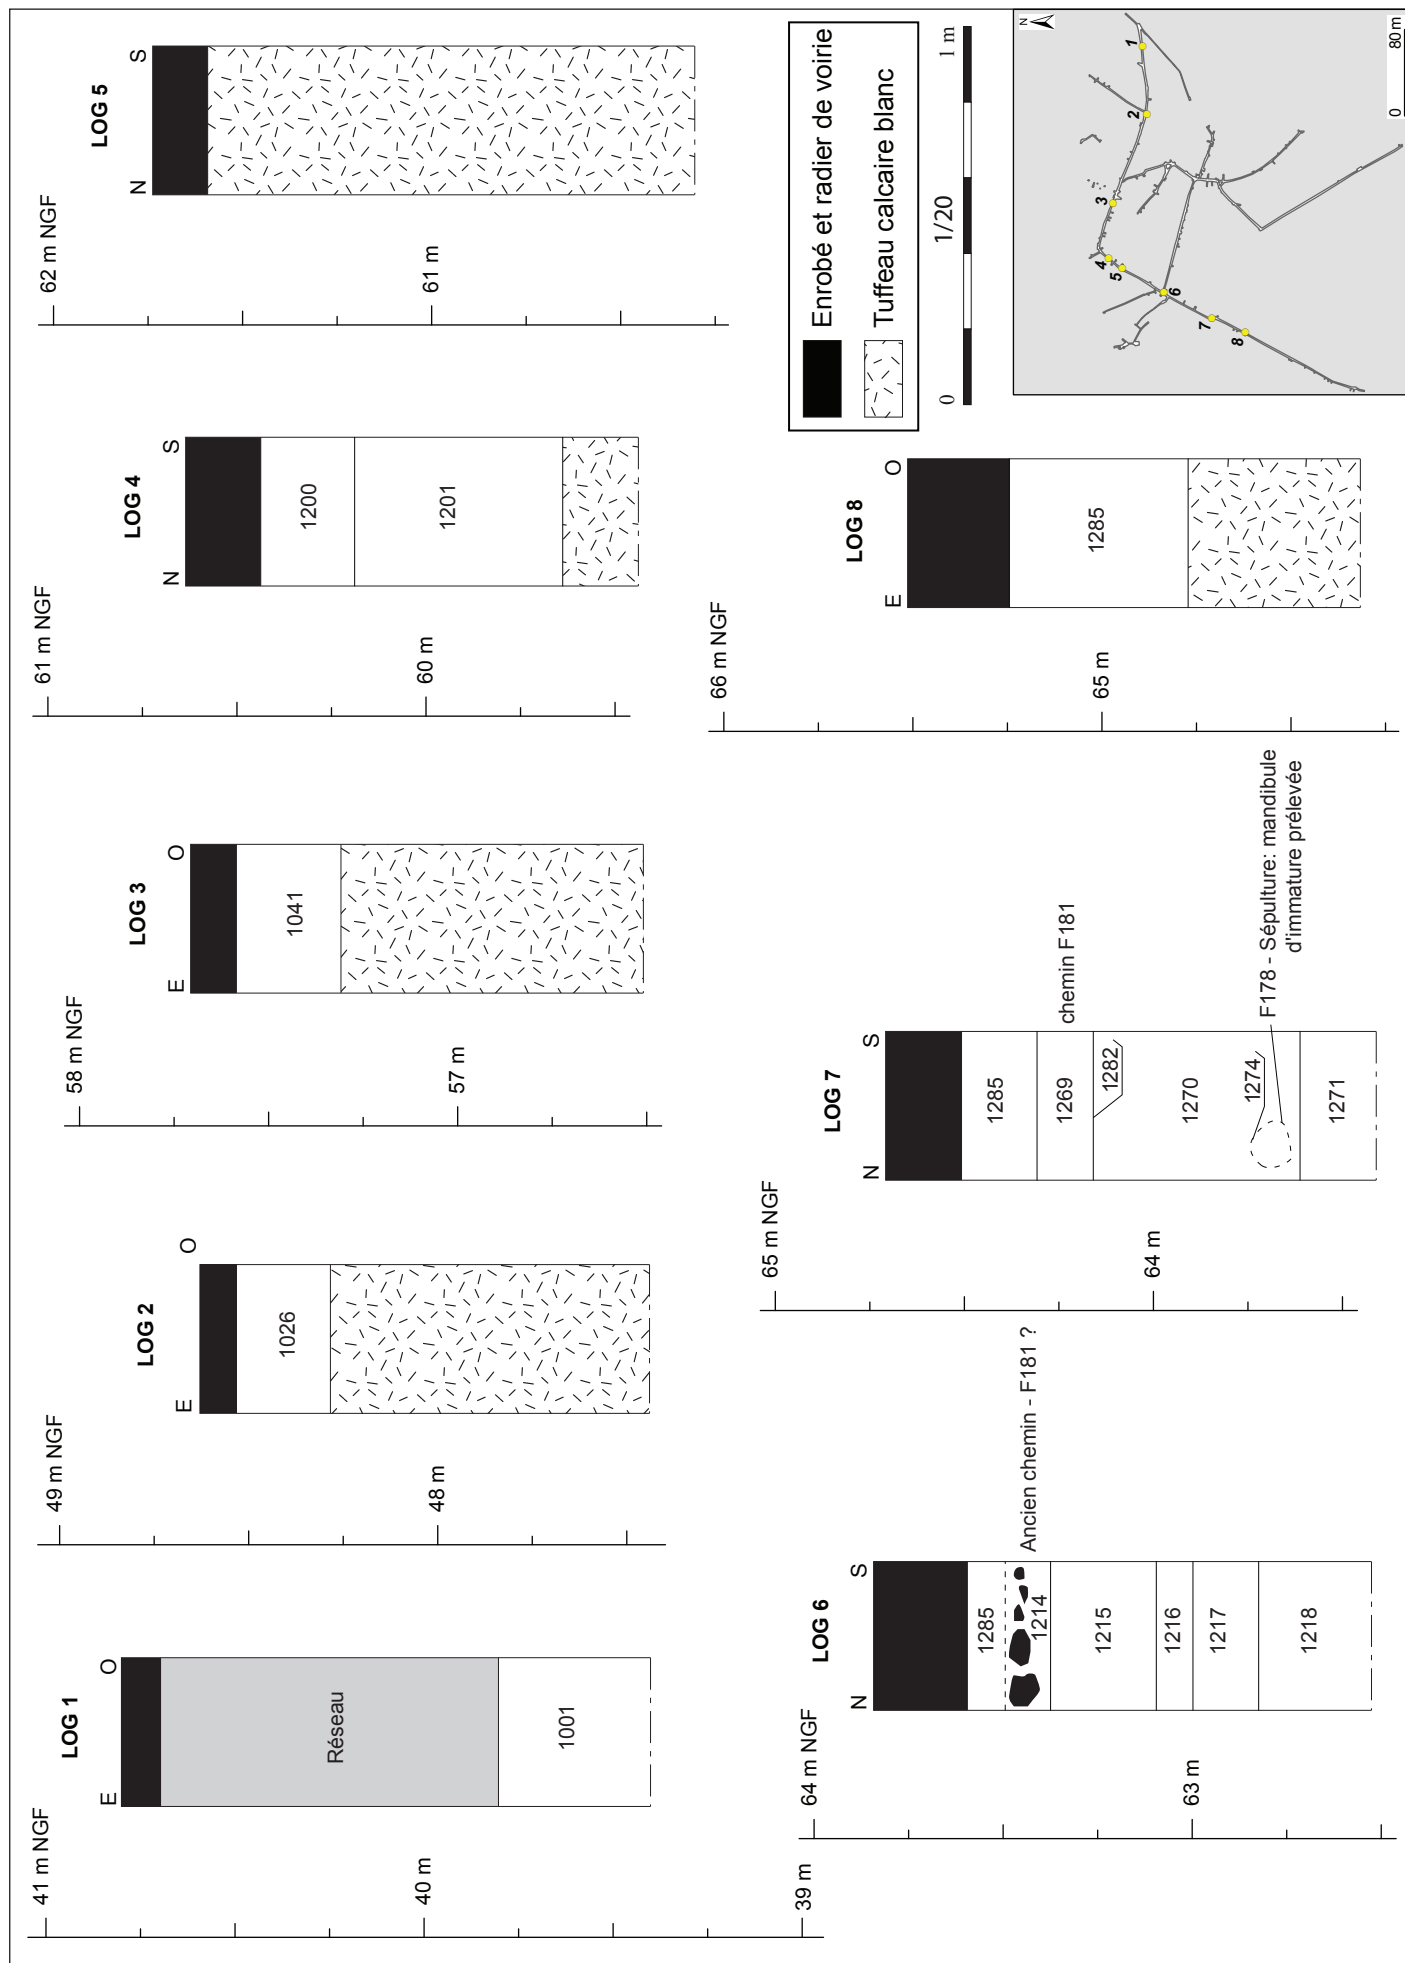 LOG 1
E O
41 m NGF
40 m
39 m
Réseau
1001
LOG 2
E O
49 m NGF
48 m
1026
LOG 3
E O
58 m NGF
57 m
1041
LOG 4
N S
61 m NGF
60 m
1200
1201
LOG 5
N S
62 m NGF
61 m
LOG 6
N S
64 m NGF
63 m
1285
1214
Ancien chemin - F181 ?
1215
1216
1217
1218
LOG 7
N S
65 m NGF
64 m
1285
1269
chemin F181
1282
1270
1274
F178 - Sépulture: mandibule
d'immature prélevée
1271
LOG 8
E O
66 m NGF
65 m
1285
Enrobé et radier de voirie
Tuffeau calcaire blanc
0 1/20 1 m
N
1
2
3
4
5
6
7
8
0 80 m